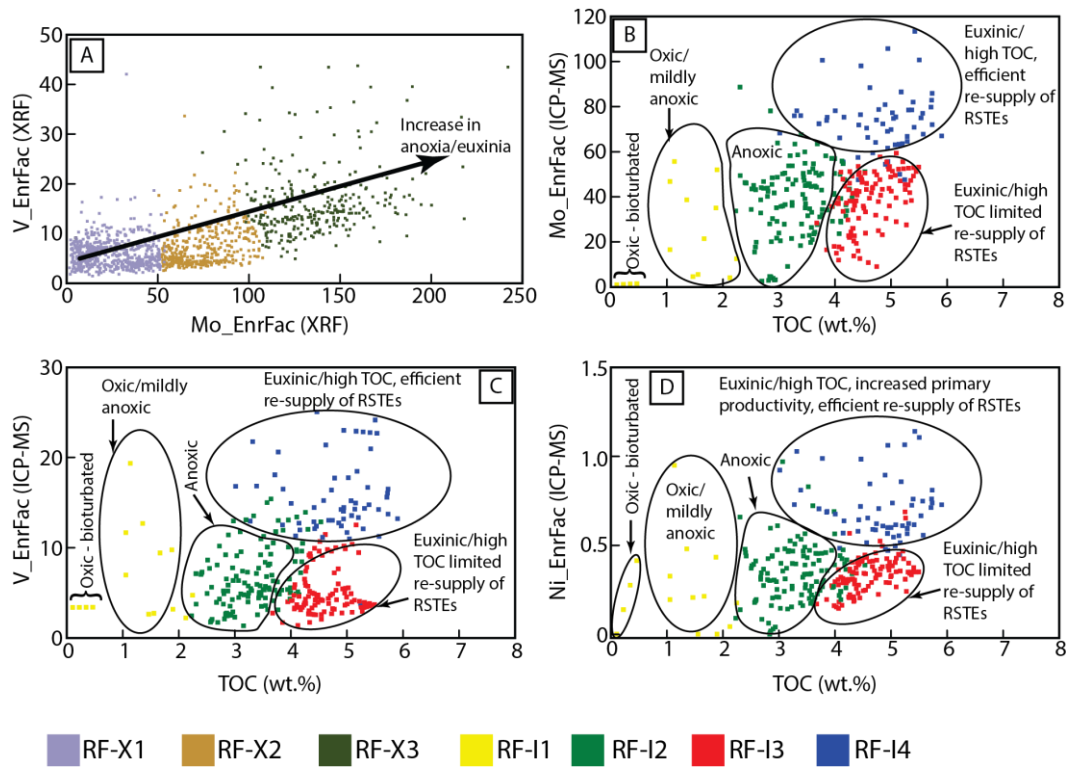 A
V_EnrFac (XRF)
50
40
30
20
10
0
0
50
100
150
200
250
Mo_EnrFac (XRF)
Increase in
anoxia/euxinia
B
Mo_EnrFac (ICP-MS)
120
100
80
60
40
20
0
0
1
2
3
4
5
6
7
8
TOC (wt.%)
Oxic - bioturbated
Oxic/
mildly
anoxic
Anoxic
Euxinic/
high TOC,
efficient
re-supply of
RSTEs
Euxinic/high
TOC limited
re-supply of
RSTEs
C
V_EnrFac (ICP-MS)
30
20
10
0
0
1
2
3
4
5
6
7
8
TOC (wt.%)
Oxic - bioturbated
Oxic/mildly
anoxic
Anoxic
Euxinic/high TOC, efficient
re-supply of RSTEs
Euxinic/high
TOC limited
re-supply of
RSTEs
D
Ni_EnrFac (ICP-MS)
1.5
1.0
0.5
0
0
1
2
3
4
5
6
7
8
TOC (wt.%)
Oxic - bioturbated
Oxic/
mildly
anoxic
Anoxic
Euxinic/high TOC, increased primary
productivity, efficient re-supply of RSTEs
Euxinic/high
TOC limited
re-supply of
RSTEs
RF-X1
RF-X2
RF-X3
RF-I1
RF-I2
RF-I3
RF-I4